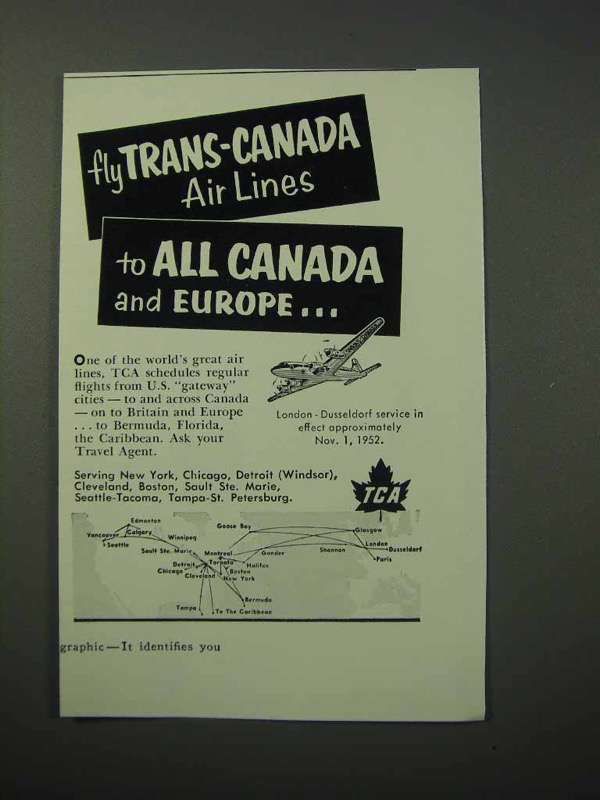 fly TRANS-CANADA
Air Lines
to ALL CANADA
and EUROPE...
One of the world's great air
lines, TCA schedules regular
flights from U.S. "gateway"
cities — to and across Canada
— on to Britain and Europe
... to Bermuda, Florida,
the Caribbean. Ask your
Travel Agent.
London - Dusseldorf service in
effect approximately
Nov. 1, 1952.
Serving New York, Chicago, Detroit (Windsor),
Cleveland, Boston, Sault Ste. Marie,
Seattle-Tacoma, Tampa-St. Petersburg.
TCA
Edmonton
Vancouver
Calgary
Seattle
Winnipeg
Goose Bay
Glasgow
Sault Ste. Marie
Montreal
Gander
Shannon
London
Dusseldorf
Detroit
Toronto
Halifax
Paris
Chicago
Boston
Cleveland
New York
Bermuda
Tampa
To The Caribbean
graphic—It identifies you